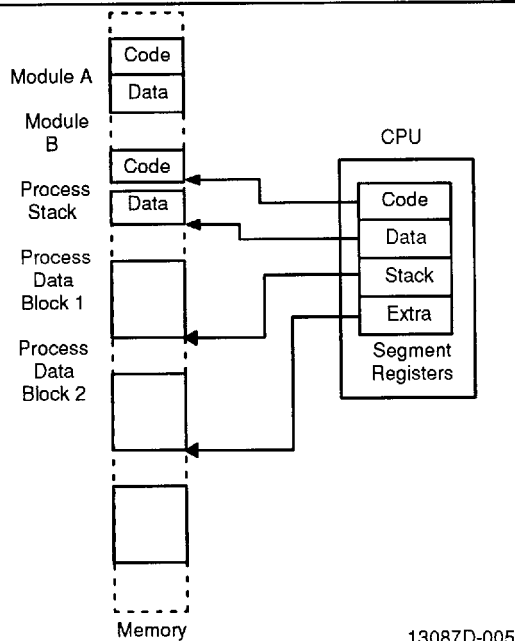 Module A
Code
Data
Module
B
Code
Data
Process
Stack
Process
Data
Block 1
Process
Data
Block 2
Memory
CPU
Code
Data
Stack
Extra
Segment
Registers
13087D-005